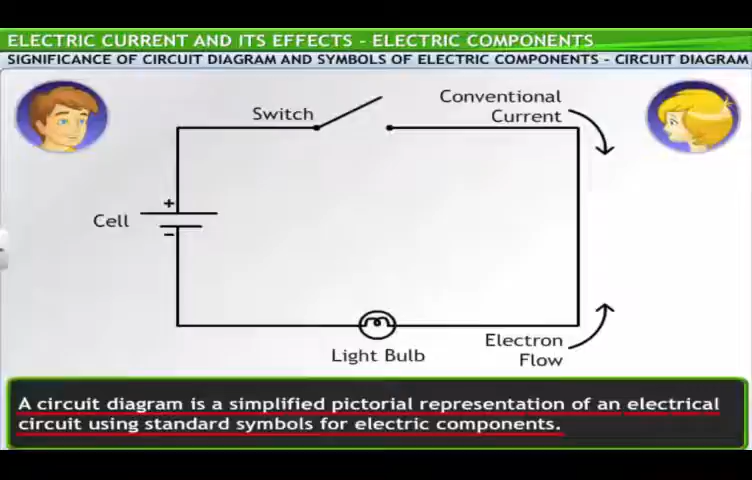 ELECTRIC CURRENT AND ITS EFFECTS - ELECTRIC COMPONENTS
SIGNIFICANCE OF CIRCUIT DIAGRAM AND SYMBOLS OF ELECTRIC COMPONENTS - CIRCUIT DIAGRAM
Switch
Conventional
Current
+
Cell
−
Light Bulb
Electron
Flow
A circuit diagram is a simplified pictorial representation of an electrical
circuit using standard symbols for electric components.